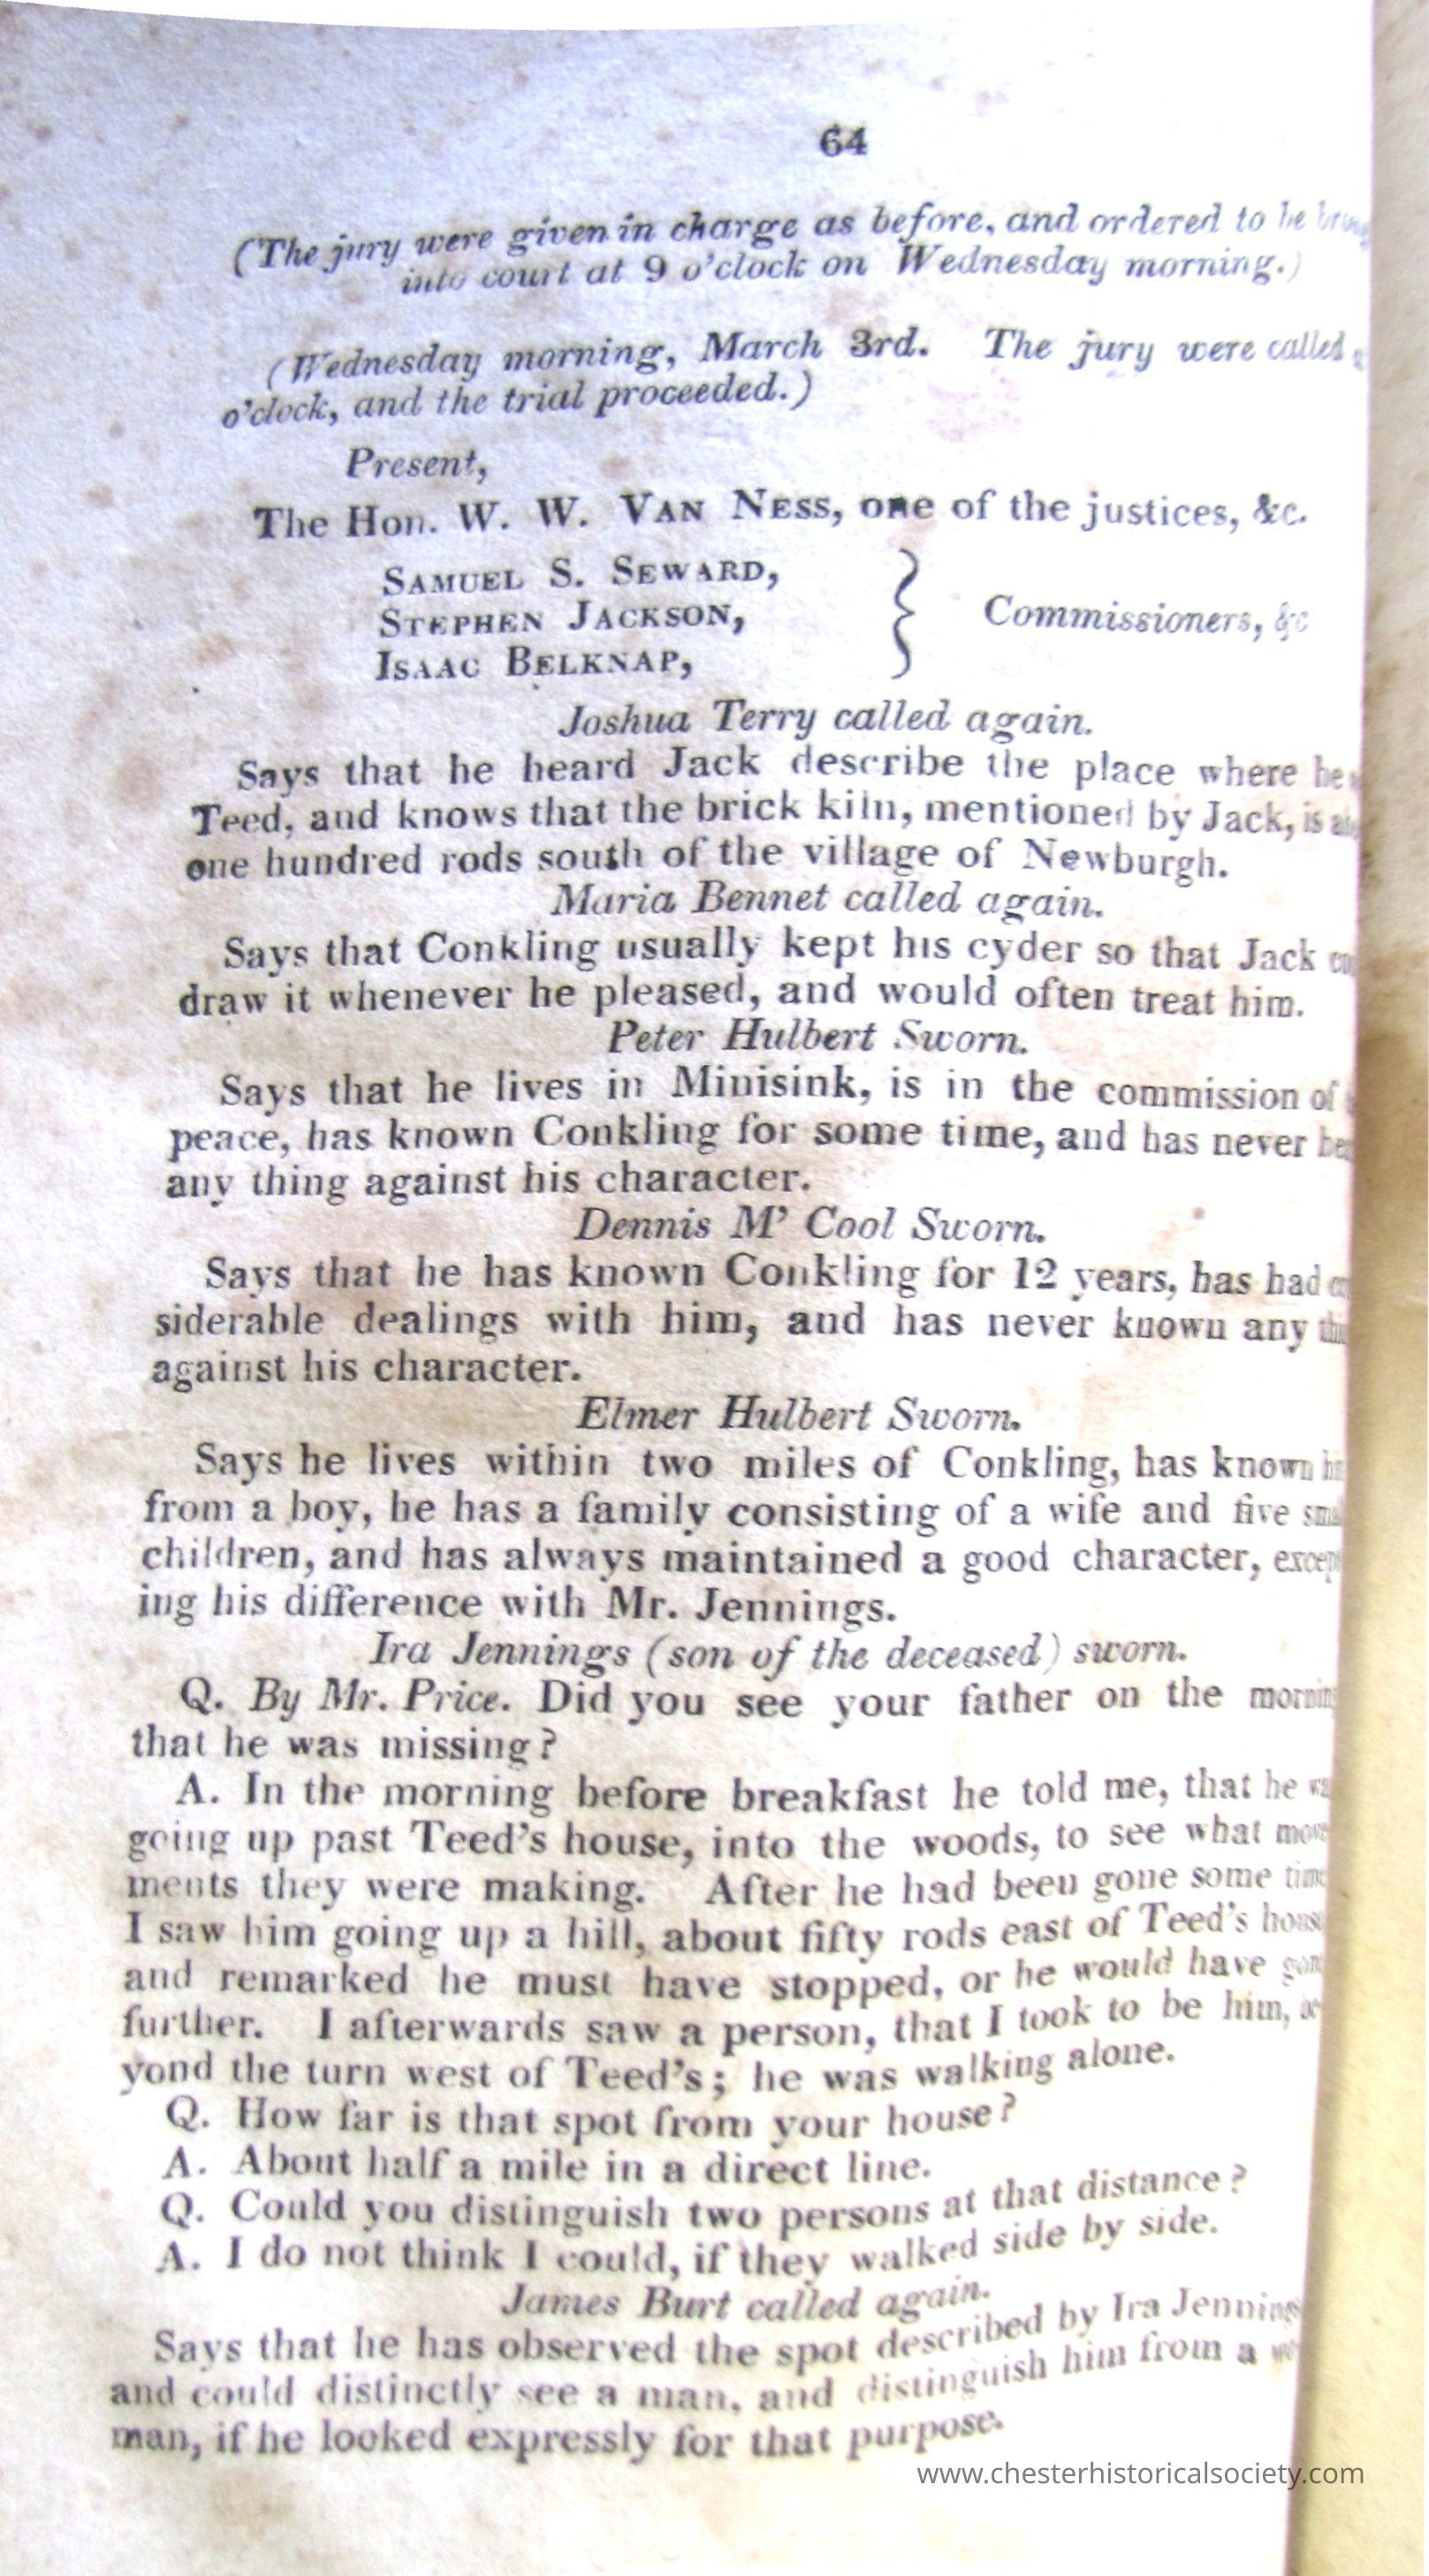 64
(The jury were given in charge as before, and ordered to be
into court at 9 o'clock on Wednesday morning.)
(Wednesday morning, March 3rd. The jury were called
o'clock, and the trial proceeded.)
Present,
The Hon. W. W. VAN NESS, one of the justices, &c.
SAMUEL S. SEWARD,
STEPHEN JACKSON,
ISAAC BELKNAP,
} Commissioners, &c
Joshua Terry called again.
Says that he heard Jack describe the place where he
Teed, and knows that the brick kiln, mentioned by Jack, is
one hundred rods south of the village of Newburgh.
Maria Bennet called again.
Says that Conkling usually kept his cyder so that Jack
draw it whenever he pleased, and would often treat him.
Peter Hulbert Sworn.
Says that he lives in Minisink, is in the commission of
peace, has known Conkling for some time, and has never
any thing against his character.
Dennis M' Cool Sworn.
Says that he has known Conkling for 12 years, has had
siderable dealings with him, and has never known any
against his character.
Elmer Hulbert Sworn.
Says he lives within two miles of Conkling, has known
from a boy, he has a family consisting of a wife and five
children, and has always maintained a good character, except
ing his difference with Mr. Jennings.
Ira Jennings (son of the deceased) sworn.
Q. By Mr. Price. Did you see your father on the morning
that he was missing?
A. In the morning before breakfast he told me, that he
going up past Teed's house, into the woods, to see what move
ments they were making. After he had been gone some time
I saw him going up a hill, about fifty rods east of Teed's house
and remarked he must have stopped, or he would have
further. I afterwards saw a person, that I took to be him, be
yond the turn west of Teed's; he was walking alone.
Q. How far is that spot from your house?
A. About half a mile in a direct line.
Q. Could you distinguish two persons at that distance?
A. I do not think I could, if they walked side by side.
James Burt called again.
Says that he has observed the spot described by Ira Jennings
and could distinctly see a man, and distinguish him from a wo
man, if he looked expressly for that purpose.
www.chesterhistoricalsociety.com